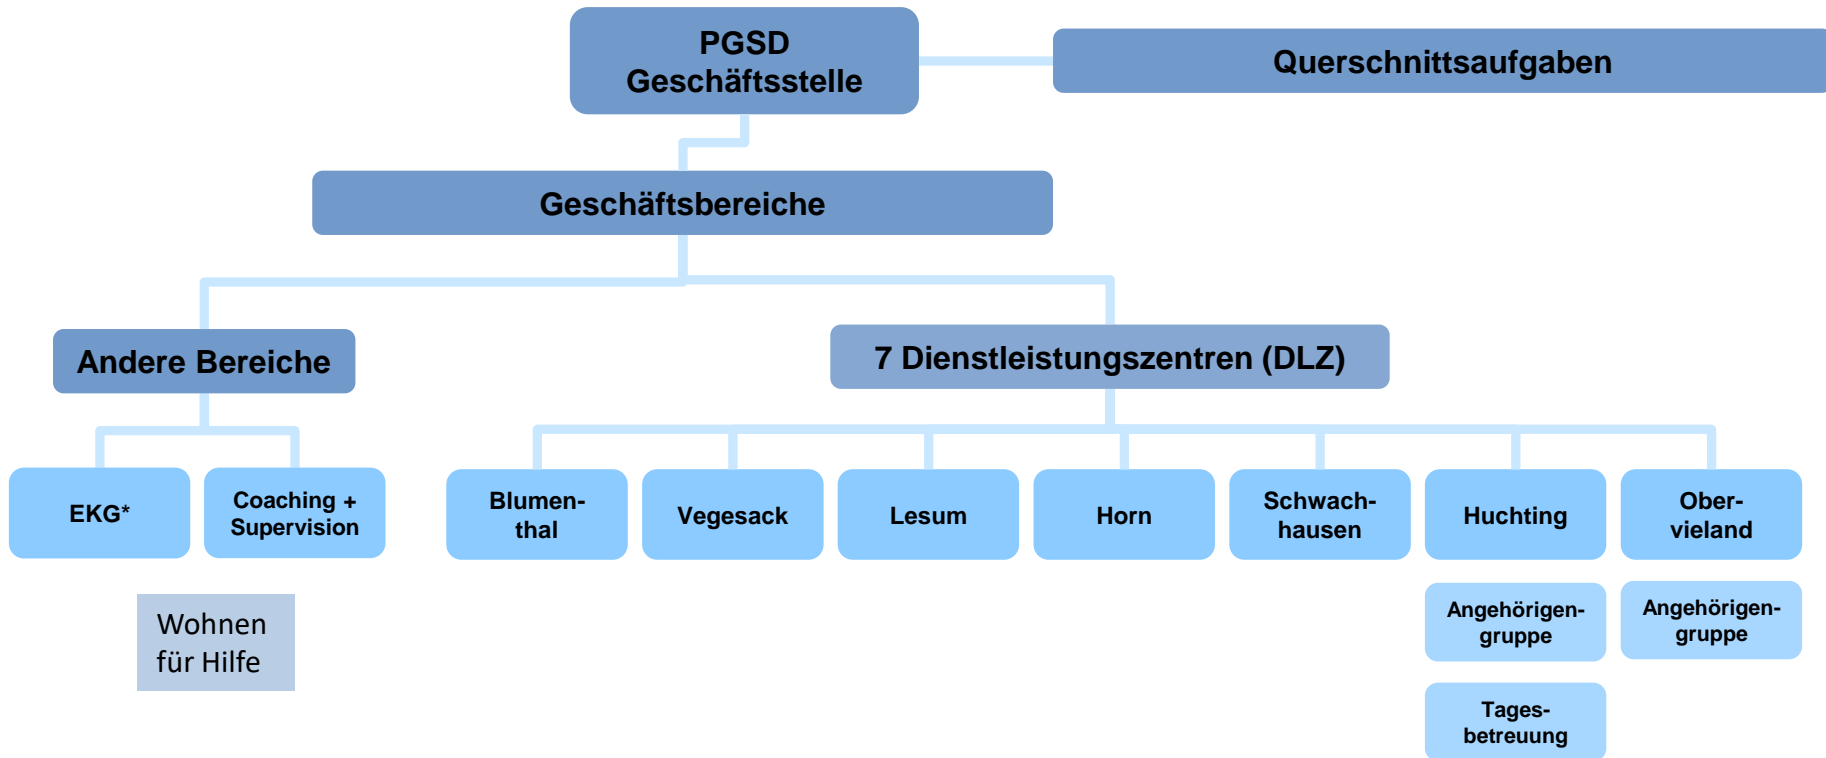 PGSD
Geschäftsstelle
Querschnittsaufgaben
Geschäftsbereiche
Andere Bereiche
7 Dienstleistungszentren (DLZ)
EKG*
Coaching +
Supervision
Blumen-
thal
Vegesack
Lesum
Horn
Schwach-
hausen
Huchting
Ober-
vieland
Wohnen
für Hilfe
Angehörigen-
gruppe
Angehörigen-
gruppe
Tages-
betreuung